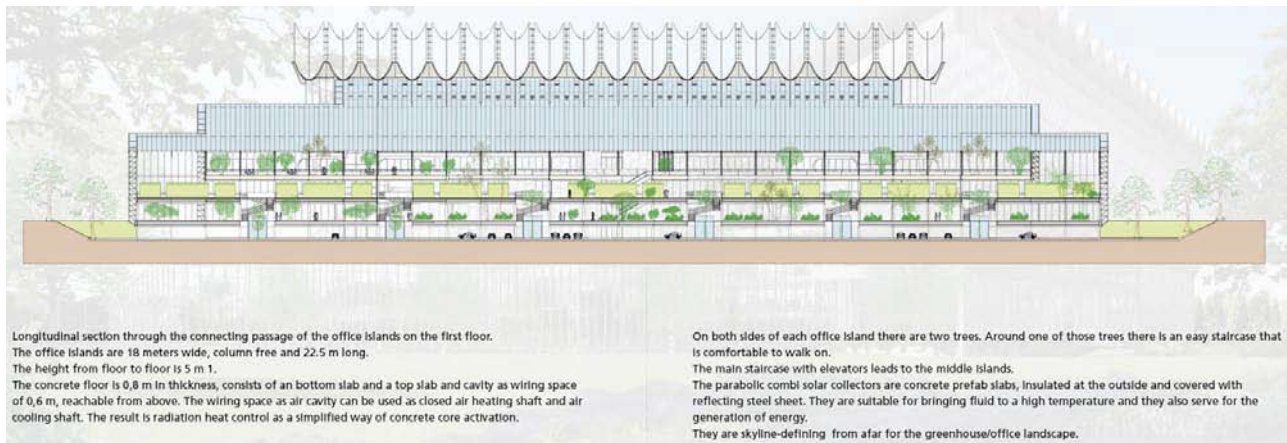 Longitudinal section through the connecting passage of the office islands on the first floor.
The office islands are 18 meters wide, column free and 22.5 m long.
The height from floor to floor is 5 m 1.
The concrete floor is 0,8 m in thickness, consists of an bottom slab and a top slab and cavity as wiring space
of 0,6 m, reachable from above. The wiring space as air cavity can be used as closed air heating shaft and air
cooling shaft. The result is radiation heat control as a simplified way of concrete core activation.
On both sides of each office island there are two trees. Around one of those trees there is an easy staircase that
is comfortable to walk on.
The main staircase with elevators leads to the middle islands.
The parabolic combi solar collectors are concrete prefab slabs, insulated at the outside and covered with
reflecting steel sheet. They are suitable for bringing fluid to a high temperature and they also serve for the
generation of energy.
They are skyline-defining from afar for the greenhouse/office landscape.